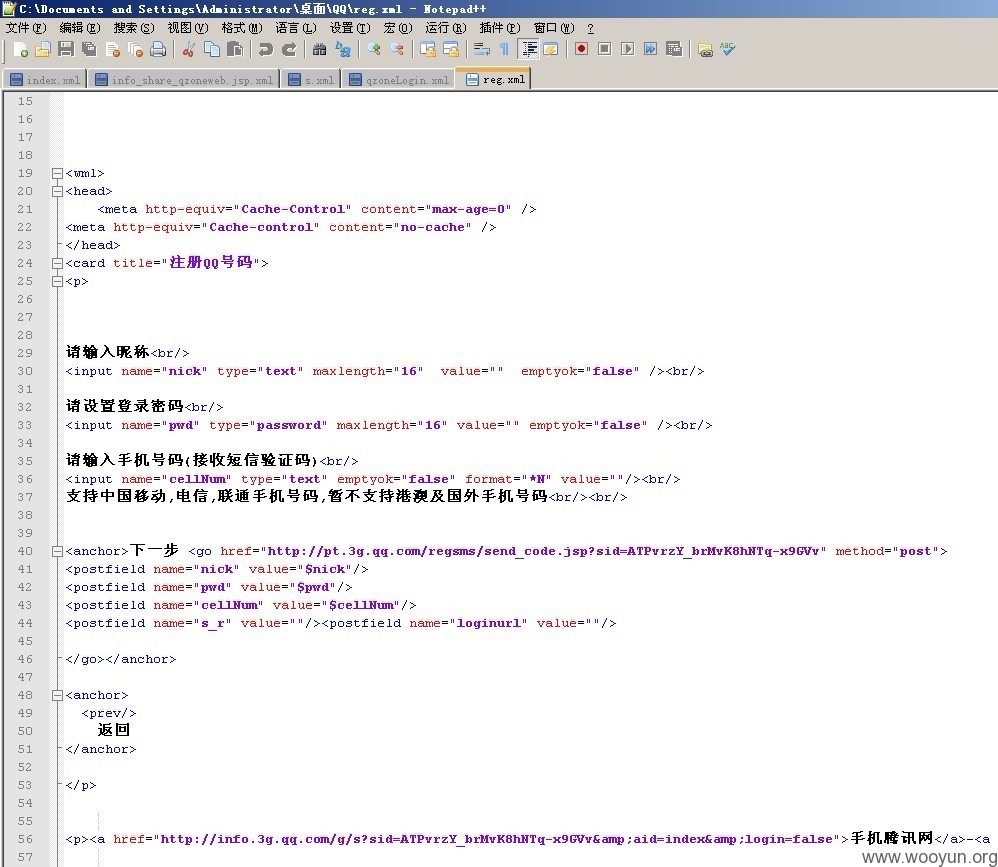 C:\Documents and Settings\Administrator\桌面\QQ\reg.xml - Notepad++
文件(F) 编辑(E) 搜索(S) 视图(V) 格式(M) 语言(L) 设置(T) 宏(O) 运行(R) 插件(P) 窗口(W) ?
index.xml info_share_qzoneweb.jsp.xml s.xml qzoneLogin.xml reg.xml
15
16
17
18
19 <wml>
20 <head>
21 <meta http-equiv="Cache-Control" content="max-age=0" />
22 <meta http-equiv="Cache-control" content="no-cache" />
23 </head>
24 <card title="注册QQ号码">
25 <p>
26
27
28
29 请输入昵称<br/>
30 <input name="nick" type="text" maxlength="16"  value=""  emptyok="false" /><br/>
31
32 请设置登录密码<br/>
33 <input name="pwd" type="password" maxlength="16" value="" emptyok="false" /><br/>
34
35 请输入手机号码(接收短信验证码)<br/>
36 <input name="cellNum" type="text" emptyok="false" format="*N" value=""/><br/>
37 支持中国移动,电信,联通手机号码,暂不支持港澳及国外手机号码<br/><br/>
38
39
40 <anchor>下一步 <go href="http://pt.3g.qq.com/regsms/send_code.jsp?sid=ATPvrzY_brMvK8hNTq-x9GVv" method="post">
41 <postfield name="nick" value="$nick"/>
42 <postfield name="pwd" value="$pwd"/>
43 <postfield name="cellNum" value="$cellNum"/>
44 <postfield name="s_r" value=""/><postfield name="loginurl" value=""/>
45
46 </go></anchor>
47
48 <anchor>
49 <prev/>
50 返回
51 </anchor>
52
53 </p>
54
55
56 <p><a href="http://info.3g.qq.com/g/s?sid=ATPvrzY_brMvK8hNTq-x9GVv&amp;aid=index&amp;login=false">手机腾讯网</a>-<a
57
www.wooyun.org